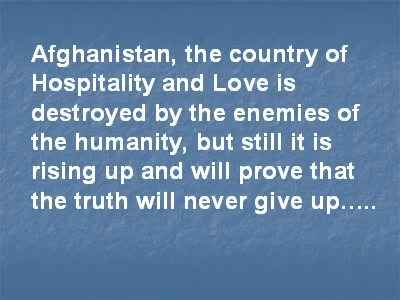 Afghanistan, the country of
Hospitality and Love is
destroyed by the enemies of
the humanity, but still it is
rising up and will prove that
the truth will never give up…..